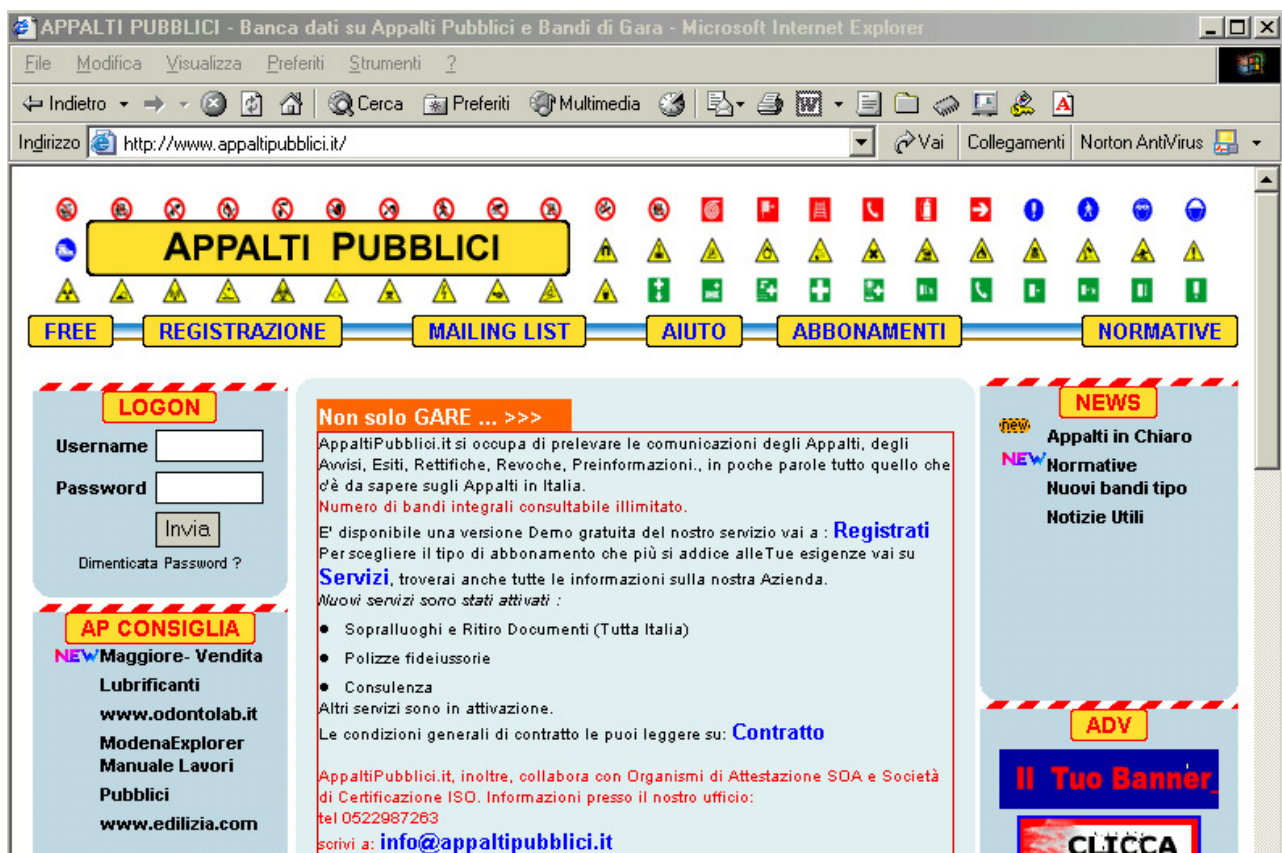 APPALTI PUBBLICI - Banca dati su Appalti Pubblici e Bandi di Gara - Microsoft Internet Explorer
File Modifica Visualizza Preferiti Strumenti ?
Indietro Cerca Preferiti Multimedia
Indirizzo http://www.appaltipubblici.it/ Vai Collegamenti Norton AntiVirus
APPALTI PUBBLICI
FREE REGISTRAZIONE MAILING LIST AIUTO ABBONAMENTI NORMATIVE
LOGON
Username
Password
Invia
Dimenticata Password ?
AP CONSIGLIA
NEW Maggiore- Vendita
Lubrificanti
www.odontolab.it
ModenaExplorer
Manuale Lavori
Pubblici
www.edilizia.com
Non solo GARE ... >>>
AppaltiPubblici.it si occupa di prelevare le comunicazioni degli Appalti, degli
Avvisi, Esiti, Rettifiche, Revoche, Preinformazioni., in poche parole tutto quello che
c'è da sapere sugli Appalti in Italia.
Numero di bandi integrali consultabile illimitato.
E' disponibile una versione Demo gratuita del nostro servizio vai a : Registrati
Per scegliere il tipo di abbonamento che più si addice alleTue esigenze vai su
Servizi, troverai anche tutte le informazioni sulla nostra Azienda.
Nuovi servizi sono stati attivati :
• Sopralluoghi e Ritiro Documenti (Tutta Italia)
• Polizze fideiussorie
• Consulenza
Altri servizi sono in attivazione.
Le condizioni generali di contratto le puoi leggere su: Contratto
AppaltiPubblici.it, inoltre, collabora con Organismi di Attestazione SOA e Società
di Certificazione ISO. Informazioni presso il nostro ufficio:
tel 0522987263
scrivi a: info@appaltipubblici.it
NEWS
new Appalti in Chiaro
NEW Normative
Nuovi bandi tipo
Notizie Utili
ADV
Il Tuo Banner_
CLICCA